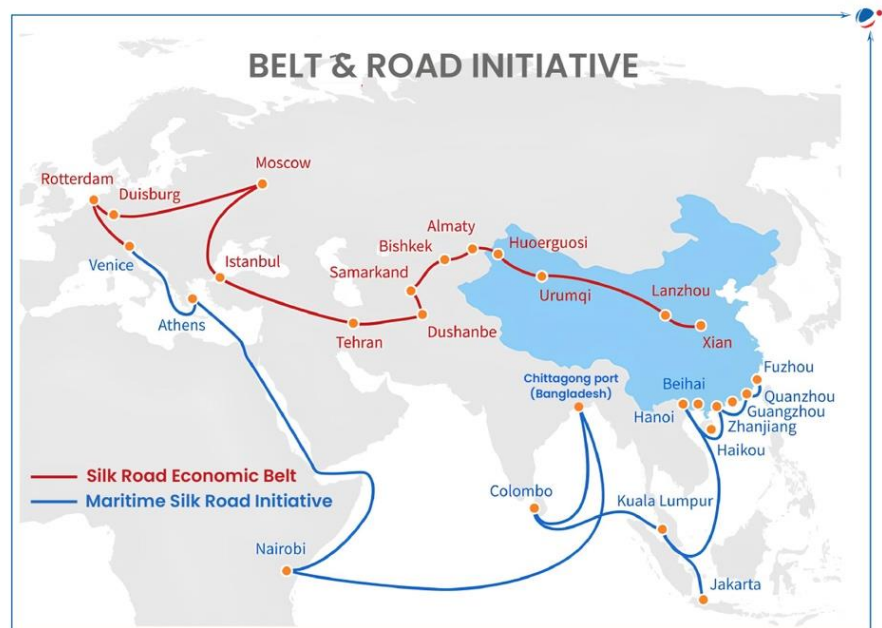 BELT & ROAD INITIATIVE
Moscow
Rotterdam
Duisburg
Almaty
Bishkek
Huoerguosi
Venice
Istanbul
Samarkand
Urumqi
Lanzhou
Athens
Tehran
Dushanbe
Xian
Fuzhou
Chittagong port
(Bangladesh)
Beihai
Quanzhou
Hanoi
Guangzhou
Zhanjiang
Haikou
Silk Road Economic Belt
Maritime Silk Road Initiative
Colombo
Kuala Lumpur
Nairobi
Jakarta